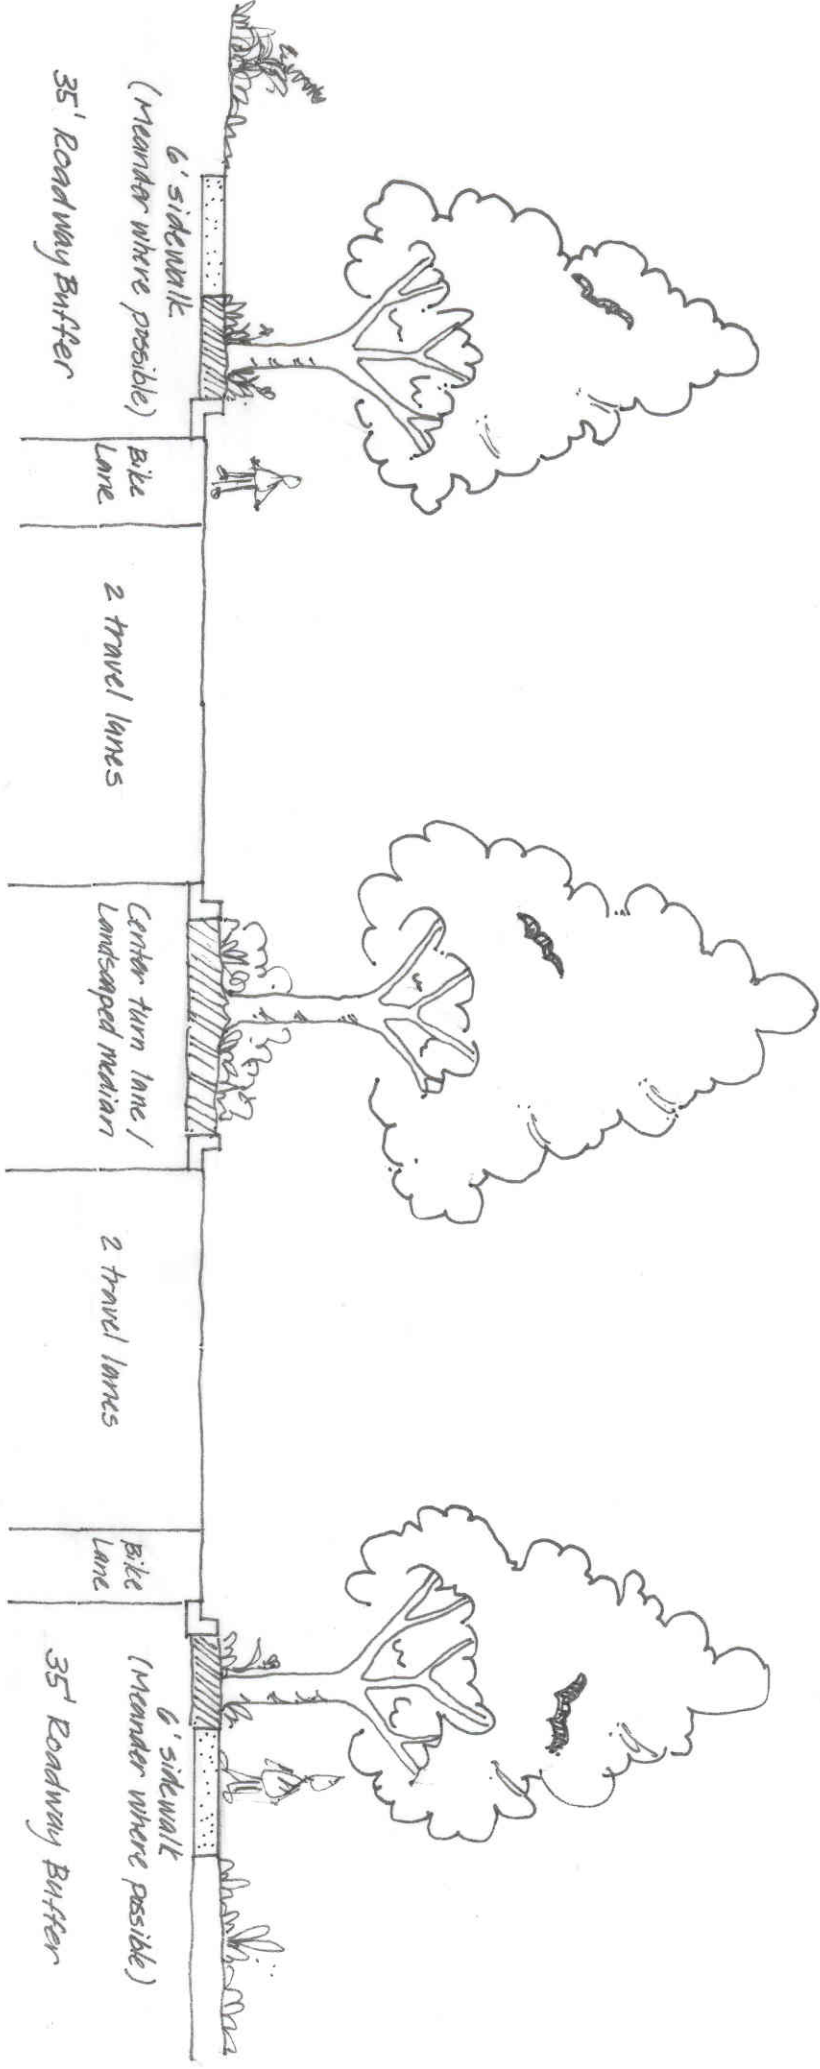 6' sidewalk
(Meander where possible)
35' Roadway Buffer
Bike
Lane
2 travel lanes
Center turn lane /
Landscaped median
2 travel lanes
Bike
Lane
6' sidewalk
(Meander where possible)
35' Roadway Buffer